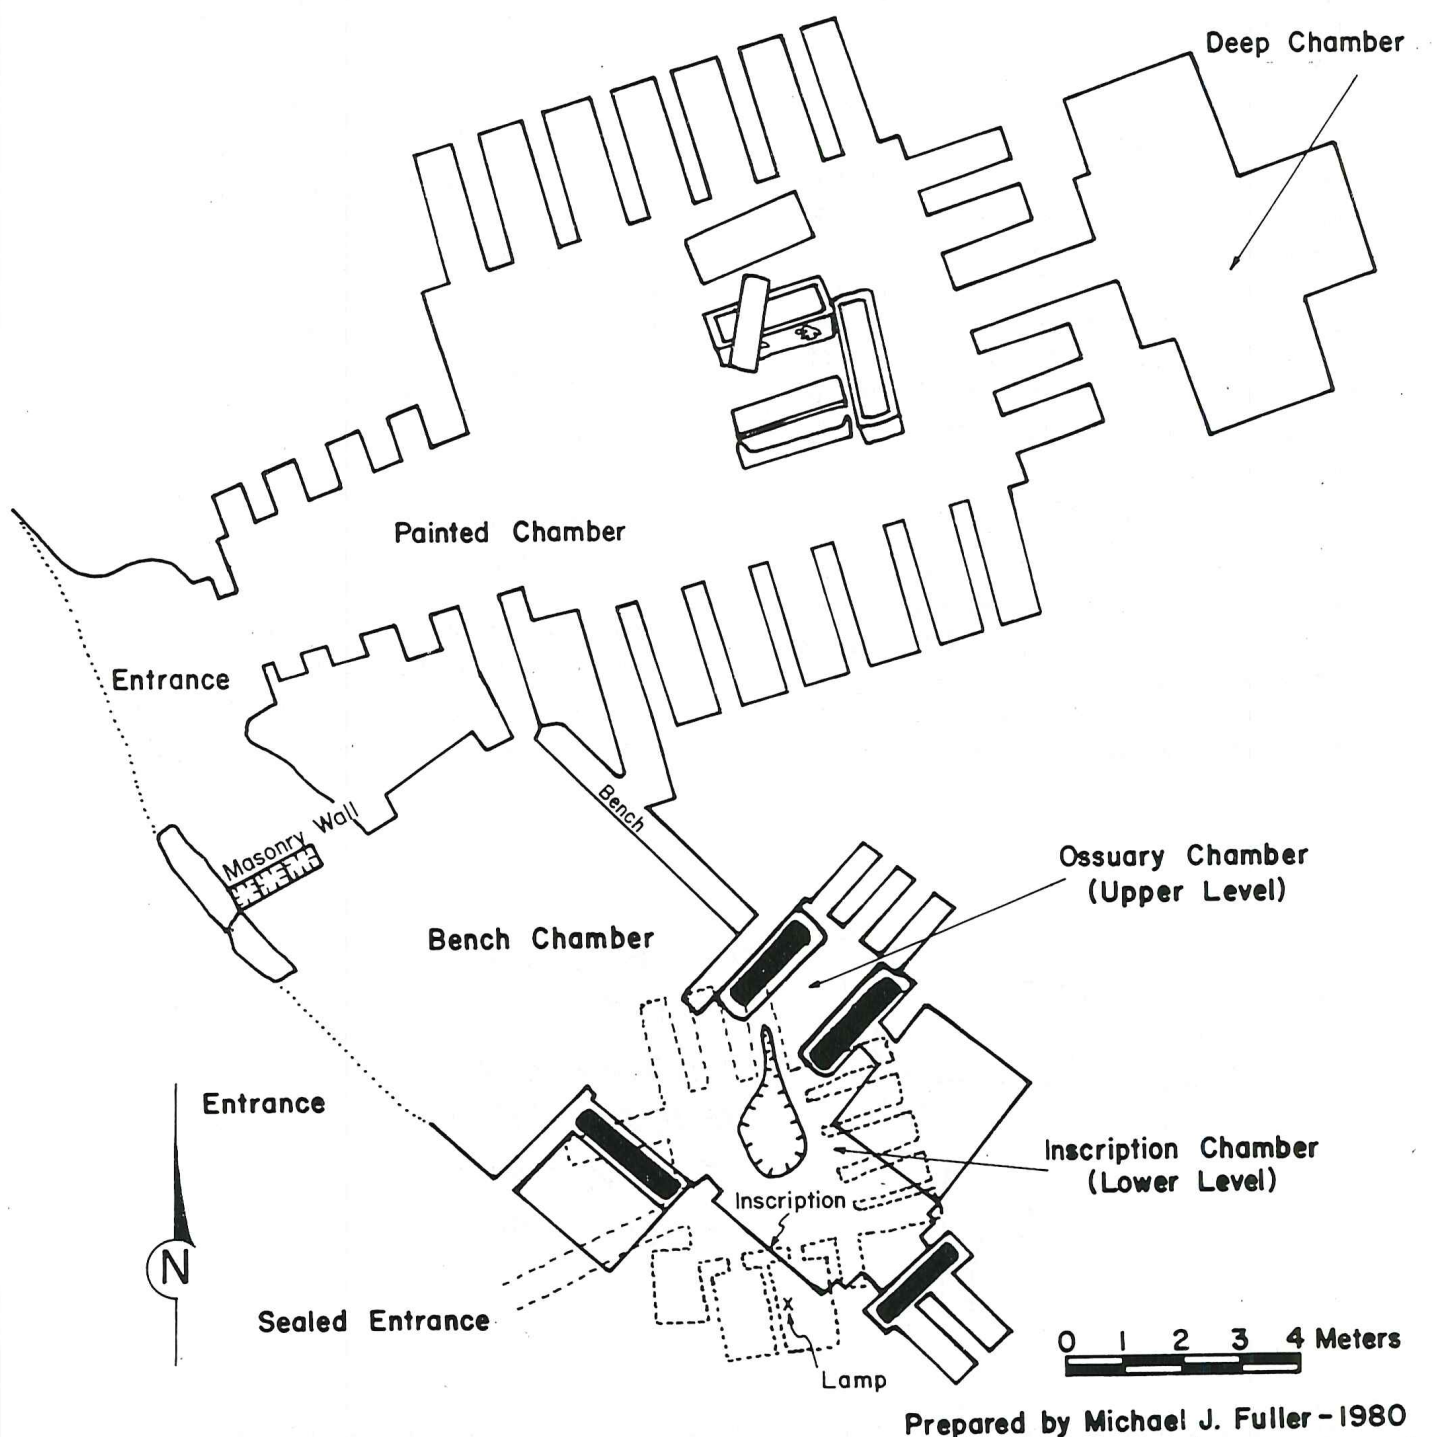 Deep Chamber
Painted Chamber
Entrance
Bench
Masonry Wall
Ossuary Chamber
(Upper Level)
Bench Chamber
Entrance
Inscription Chamber
(Lower Level)
Inscription
N
Sealed Entrance
x
0 1 2 3 4 Meters
Lamp
Prepared by Michael J. Fuller - 1980